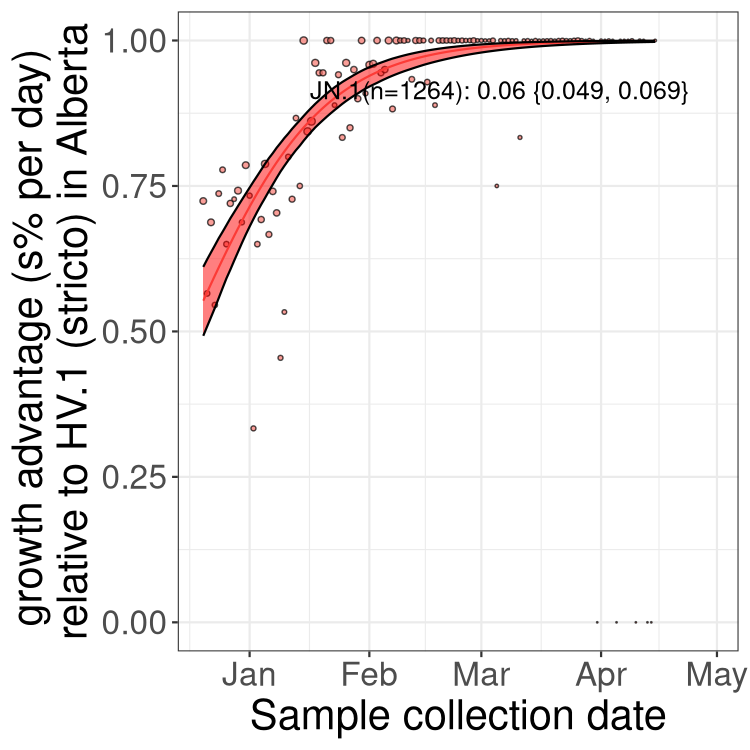 growth advantage (s% per day)
relative to HV.1 (stricto) in Alberta
1.00
0.75
0.50
0.25
0.00
JN.1(n=1264): 0.06 {0.049, 0.069}
Jan Feb Mar Apr May
Sample collection date